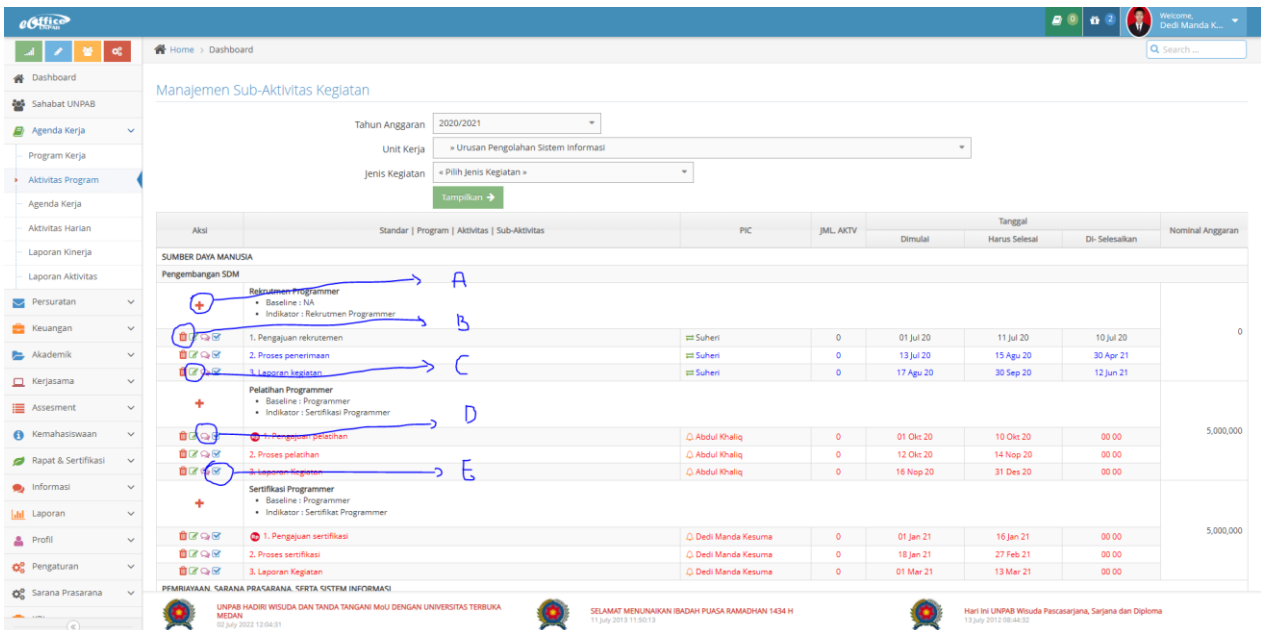 eOffice
UNPAB
0
2
Welcome,
Dedi Manda K...
Home > Dashboard
Search ...
Dashboard
Sahabat UNPAB
Agenda Kerja
Program Kerja
Aktivitas Program
Agenda Kerja
Aktivitas Harian
Laporan Kinerja
Laporan Aktivitas
Persuratan
Keuangan
Akademik
Kerjasama
Assesment
Kemahasiswaan
Rapat & Sertifikasi
Informasi
Laporan
Profil
Pengaturan
Sarana Prasarana
Manajemen Sub-Aktivitas Kegiatan
Tahun Anggaran 2020/2021
Unit Kerja » Urusan Pengolahan Sistem Informasi
Jenis Kegiatan « Pilih Jenis Kegiatan »
Tampilkan
Aksi Standar | Program | Aktivitas | Sub-Aktivitas PIC JML. AKTV Tanggal Nominal Anggaran
Dimulai Harus Selesai Di- Selesaikan
SUMBER DAYA MANUSIA
Pengembangan SDM
A
Rekrutmen Programmer
• Baseline : NA
• Indikator : Rekrutmen Programmer
B
0
1. Pengajuan rekrutemen Suheri 0 01 Jul 20 11 Jul 20 10 Jul 20
2. Proses penerimaan Suheri 0 13 Jul 20 15 Agu 20 30 Apr 21
C
3. Laporan kegiatan Suheri 0 17 Agu 20 30 Sep 20 12 Jun 21
Pelatihan Programmer
• Baseline : Programmer
• Indikator : Sertifikasi Programmer
D
5,000,000
Rp 1. Pengajuan pelatihan Abdul Khaliq 0 01 Okt 20 10 Okt 20 00 00
2. Proses pelatihan Abdul Khaliq 0 12 Okt 20 14 Nop 20 00 00
E
3. Laporan Kegiatan Abdul Khaliq 0 16 Nop 20 31 Des 20 00 00
Sertifikasi Programmer
• Baseline : Programmer
• Indikator : Sertifikat Programmer
5,000,000
Rp 1. Pengajuan sertifikasi Dedi Manda Kesuma 0 01 Jan 21 16 Jan 21 00 00
2. Proses sertifikasi Dedi Manda Kesuma 0 18 Jan 21 27 Feb 21 00 00
3. Laporan Kegiatan Dedi Manda Kesuma 0 01 Mar 21 13 Mar 21 00 00
PEMBIAYAAN, SARANA PRASARANA, SERTA SISTEM INFORMASI
UNPAB HADIRI WISUDA DAN TANDA TANGANI MoU DENGAN UNIVERSITAS TERBUKA
MEDAN
02 July 2022 12:04:31
SELAMAT MENUNAIKAN IBADAH PUASA RAMADHAN 1434 H
11 July 2013 11:50:13
Hari Ini UNPAB Wisuda Pascasarjana, Sarjana dan Diploma
13 July 2012 08:44:32